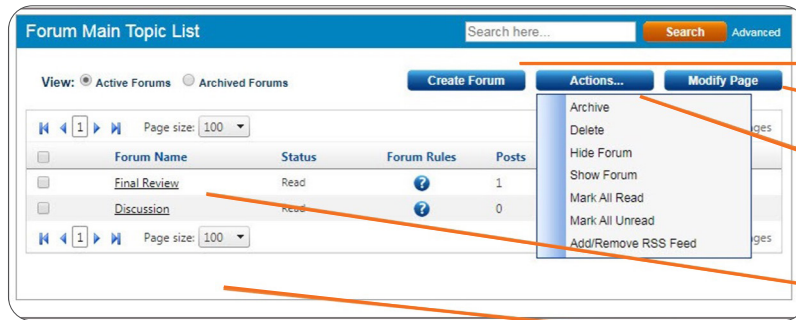 Forum Main Topic List Search here... Search Advanced
View: Active Forums Archived Forums Create Forum Actions... Modify Page
Archive
1 Page size: 100 Delete
Forum Name Status Forum Rules Posts Hide Forum
Final Review Read ? 1 Show Forum
Mark All Read
Discussion Read ? 0 Mark All Unread
1 Page size: 100 Add/Remove RSS Feed